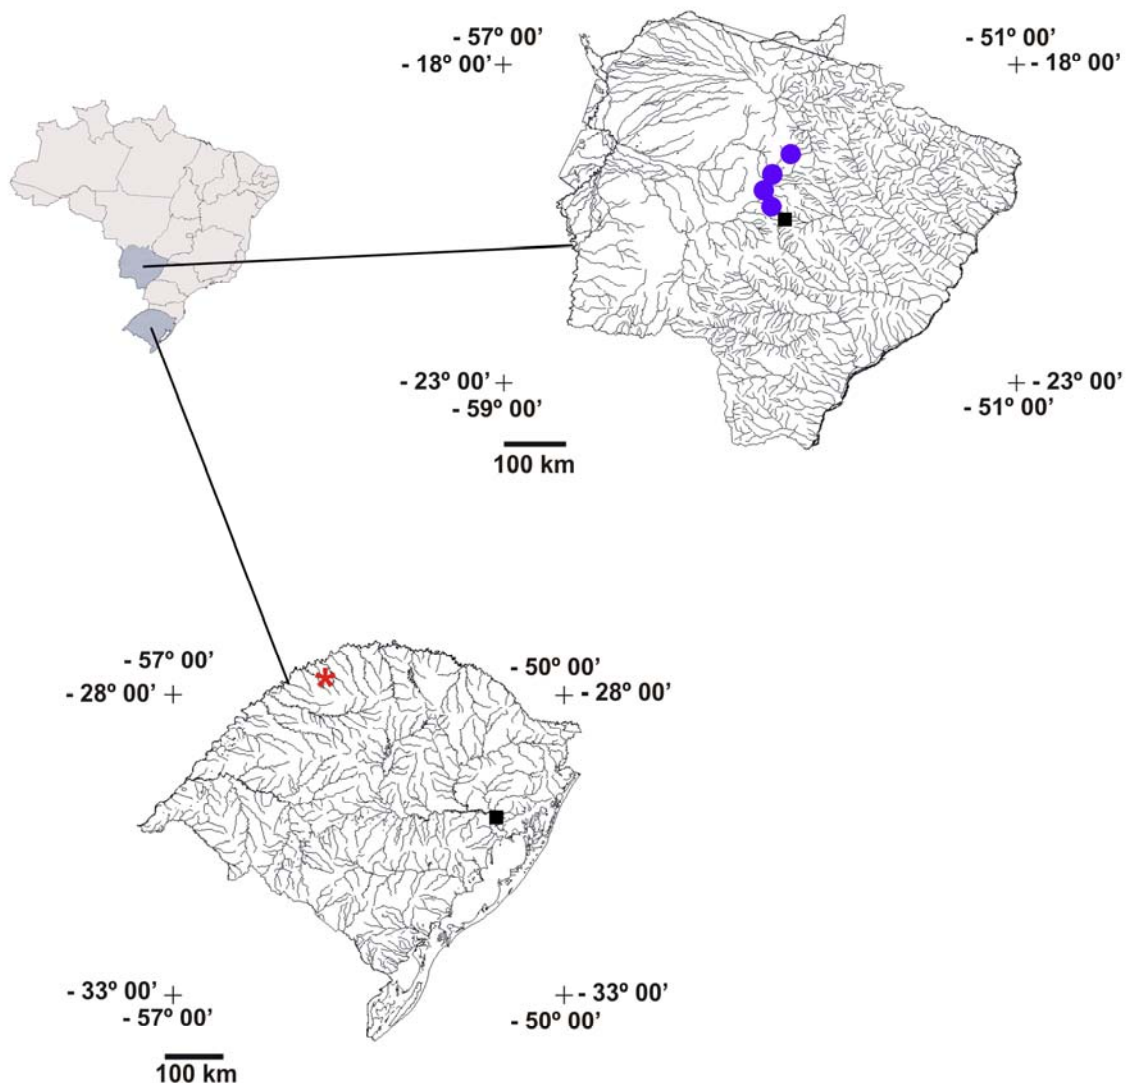 - 57º 00’
- 51º 00’
- 18º 00’
- 18º 00’
- 23º 00’
- 23º 00’
- 59º 00’
- 51º 00’
100 km
- 57º 00’
- 50º 00’
- 28º 00’
- 28º 00’
*
- 33º 00’
- 33º 00’
- 57º 00’
- 50º 00’
100 km